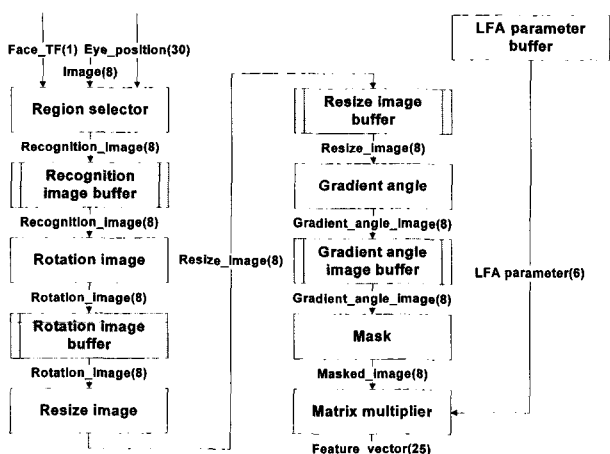 Face_TF(1) Eye_position(30)
Image(8)
Region selector
Recognition_image(8)
Recognition
image buffer
Recognition_image(8)
Rotation image
Rotation_image(8)
Rotation image
buffer
Rotation_image(8)
Resize image
Resize_image(8)
Resize image
buffer
Resize_image(8)
Gradient angle
Gradient_angle_image(8)
Gradient angle
image buffer
Gradient_angle_image(8)
Mask
Masked_image(8)
Matrix multiplier
Feature_vector(25)
LFA parameter
buffer
LFA parameter(6)